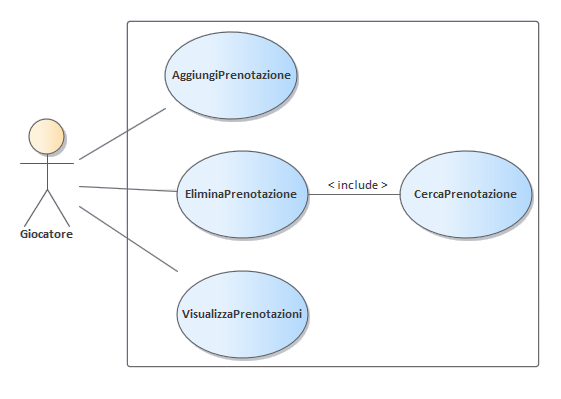 AggiungiPrenotazione
EliminaPrenotazione
< include >
CercaPrenotazione
Giocatore
VisualizzaPrenotazioni